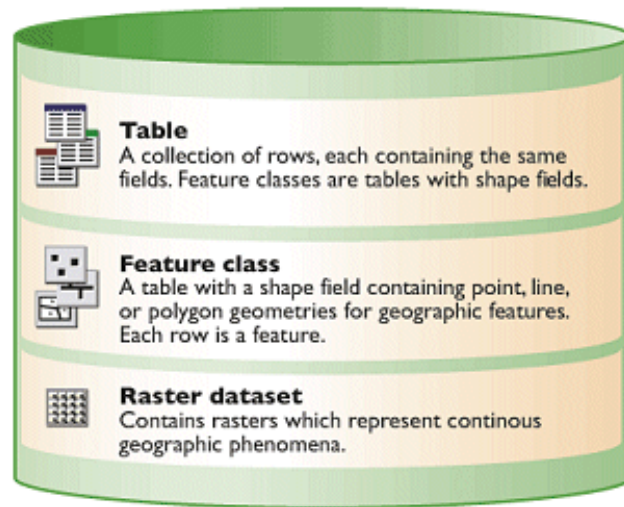 Table
A collection of rows, each containing the same
fields. Feature classes are tables with shape fields.
Feature class
A table with a shape field containing point, line,
or polygon geometries for geographic features.
Each row is a feature.
Raster dataset
Contains rasters which represent continous
geographic phenomena.